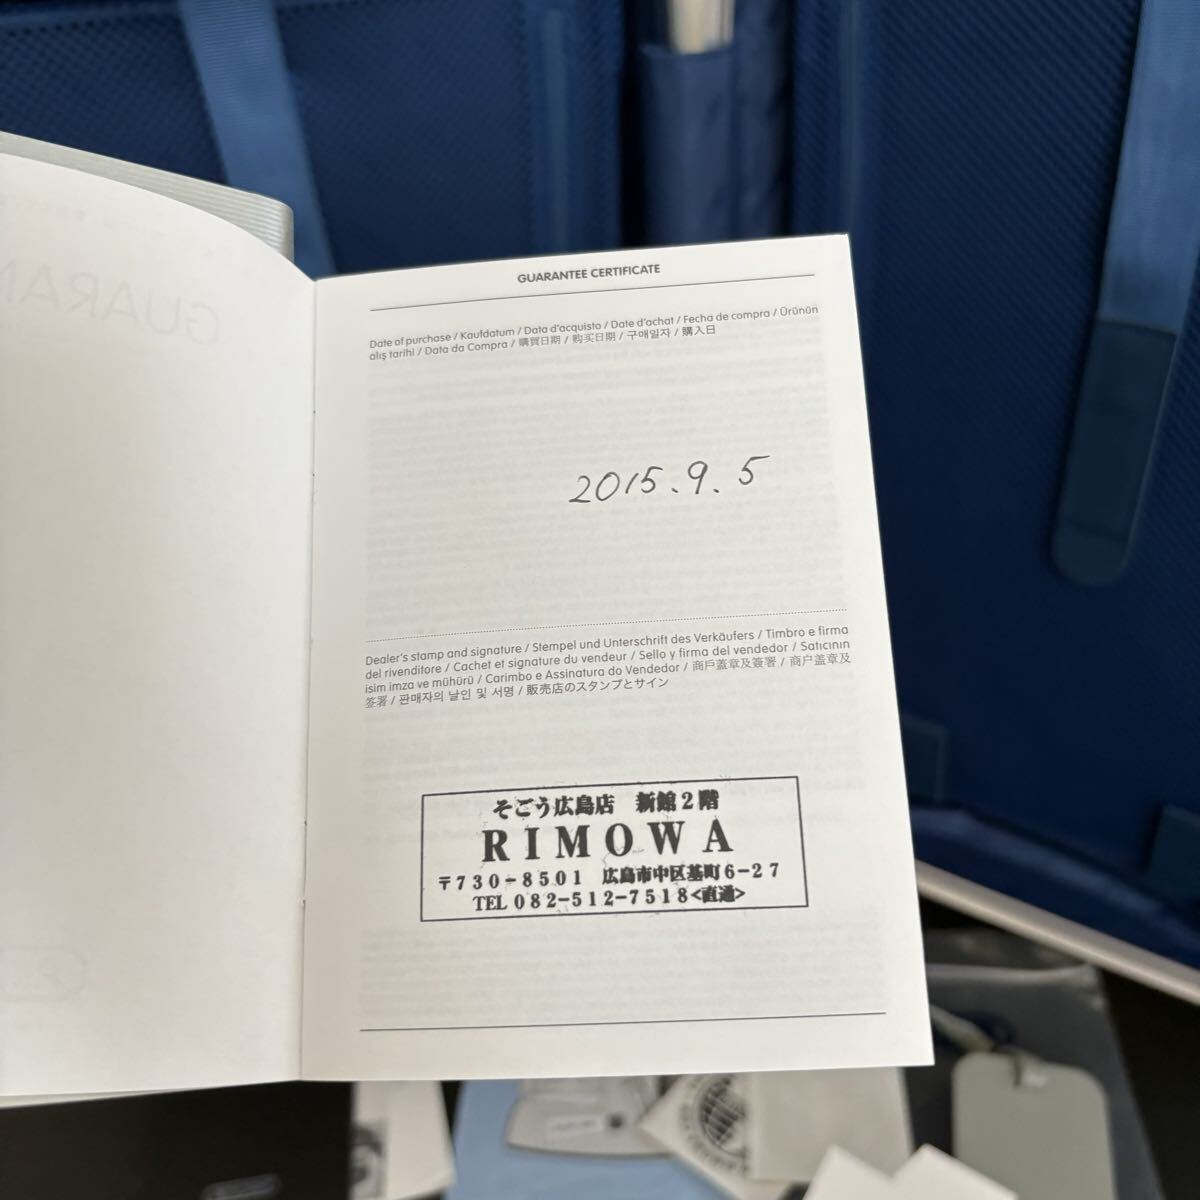 GUARANTEE CERTIFICATE
Date of purchase / Kaufdatum / Data d'acquisto / Date d'achat / Fecha de compra / Ürünün
alış tarihi / Data da Compra / 購買日期 / 购买日期 / 구매일자 / 購入日
2015.9.5
Dealer's stamp and signature / Stempel und Unterschrift des Verkäufers / Timbro e firma
del rivenditore / Cachet et signature du vendeur / Sello y firma del vendedor / Satıcının
isim imza ve mührü / Carimbo e Assinatura do Vendedor / 商戶蓋章及簽署 / 商户盖章及
签署 / 판매자의 날인 및 서명 / 販売店のスタンプとサイン
そごう広島店 新館2階
RIMOWA
〒730-8501 広島市中区基町6-27
TEL 082-512-7518<直通>